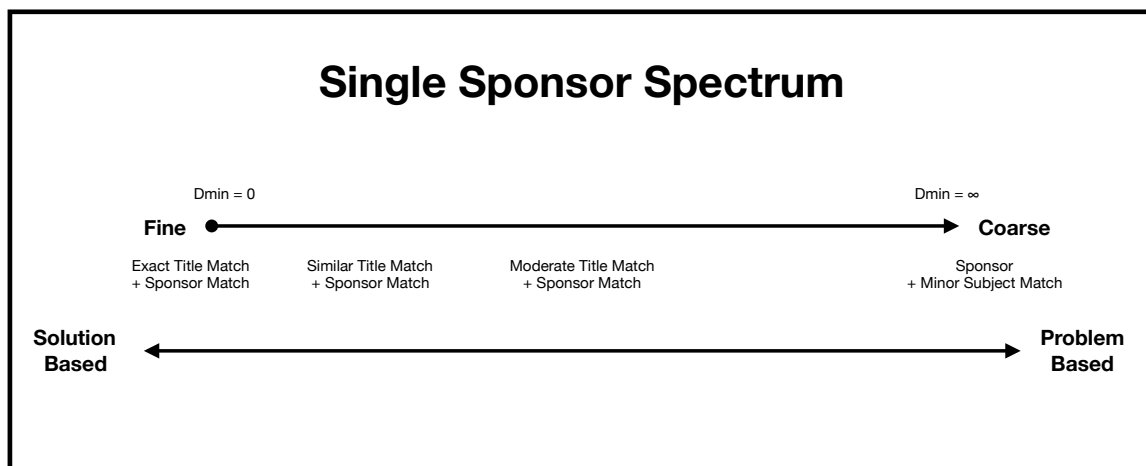 Single Sponsor Spectrum
Dmin = 0
Dmin = ∞
Fine
Coarse
Exact Title Match
+ Sponsor Match
Similar Title Match
+ Sponsor Match
Moderate Title Match
+ Sponsor Match
Sponsor
+ Minor Subject Match
Solution
Based
Problem
Based